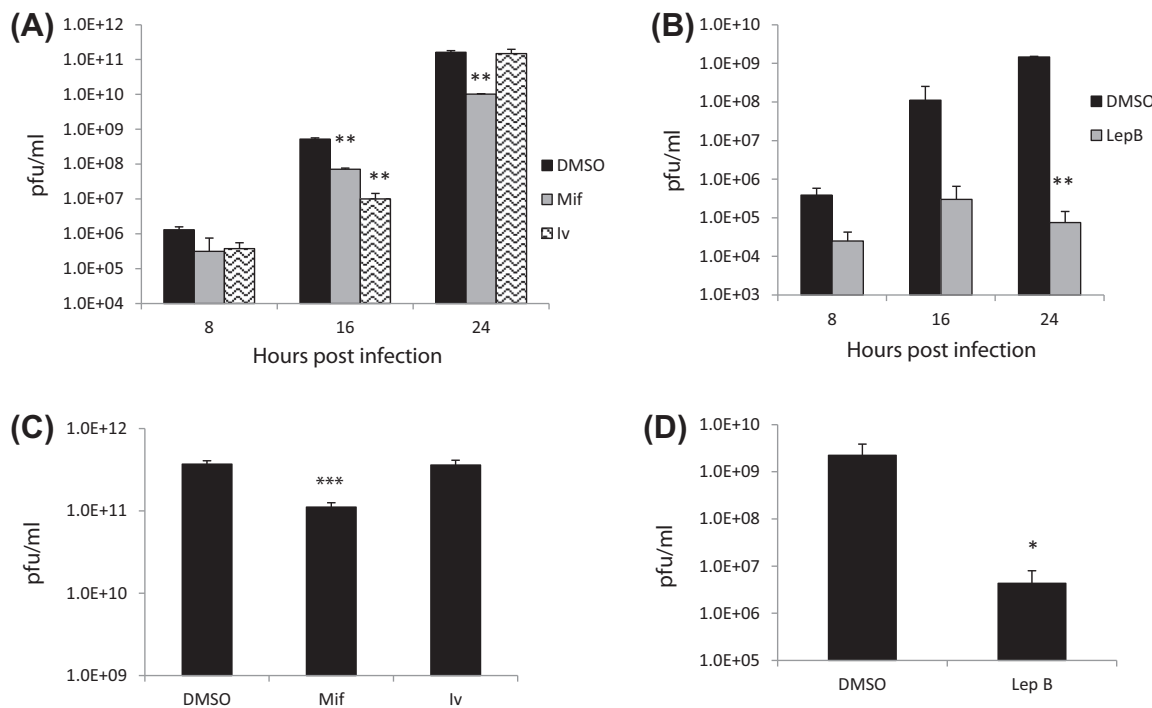 (A)
1.0E+12
1.0E+11
1.0E+10
1.0E+09
1.0E+08
1.0E+07
1.0E+06
1.0E+05
1.0E+04
pfu/ml
**
**
**
8
16
24
Hours post infection
DMSO
Mif
Iv
(B)
1.0E+10
1.0E+09
1.0E+08
1.0E+07
1.0E+06
1.0E+05
1.0E+04
1.0E+03
pfu/ml
**
8
16
24
Hours post infection
DMSO
LepB
(C)
1.0E+12
1.0E+11
1.0E+10
1.0E+09
pfu/ml
***
DMSO
Mif
Iv
(D)
1.0E+10
1.0E+09
1.0E+08
1.0E+07
1.0E+06
1.0E+05
pfu/ml
*
DMSO
Lep B